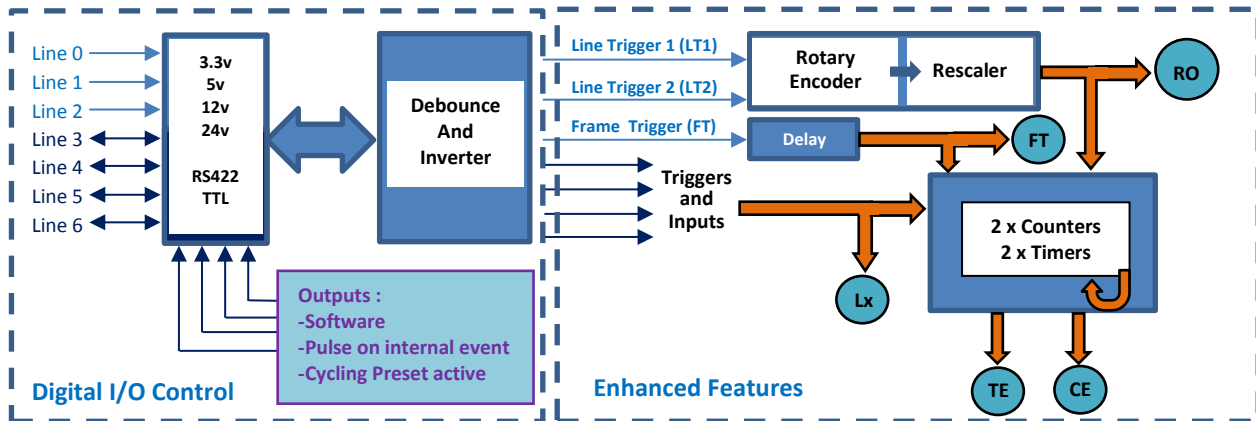 Line 0
Line 1
Line 2
Line 3
Line 4
Line 5
Line 6
3.3v
5v
12v
24v
RS422
TTL
Debounce
And
Inverter
Outputs :
-Software
-Pulse on internal event
-Cycling Preset active
Digital I/O Control
Line Trigger 1 (LT1)
Line Trigger 2 (LT2)
Frame Trigger (FT)
Rotary
Encoder
Rescaler
RO
Delay
FT
Triggers
and
Inputs
Lx
2 x Counters
2 x Timers
TE
CE
Enhanced Features